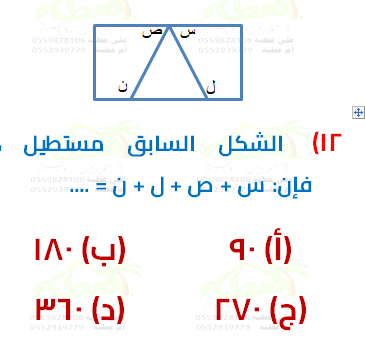 ص س
ن ل
١٢) الشكل السابق مستطيل ،
فإن: س + ص + ل + ن = ....
(أ) ٩٠ (ب) ١٨٠
(ج) ٢٧٠ (د) ٣٦٠